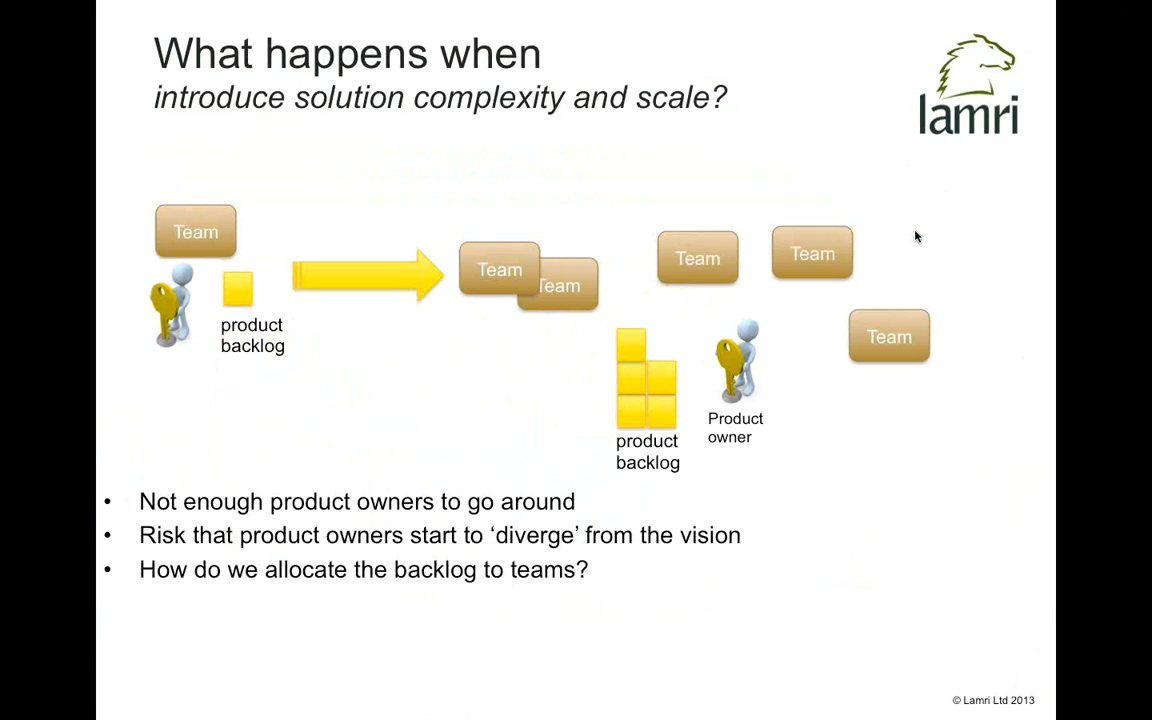 What happens when
introduce solution complexity and scale?
lamri
Team
product
backlog
Team
Team
Team
Team
Team
product
backlog
Product
owner
• Not enough product owners to go around
• Risk that product owners start to ‘diverge’ from the vision
• How do we allocate the backlog to teams?
© Lamri Ltd 2013